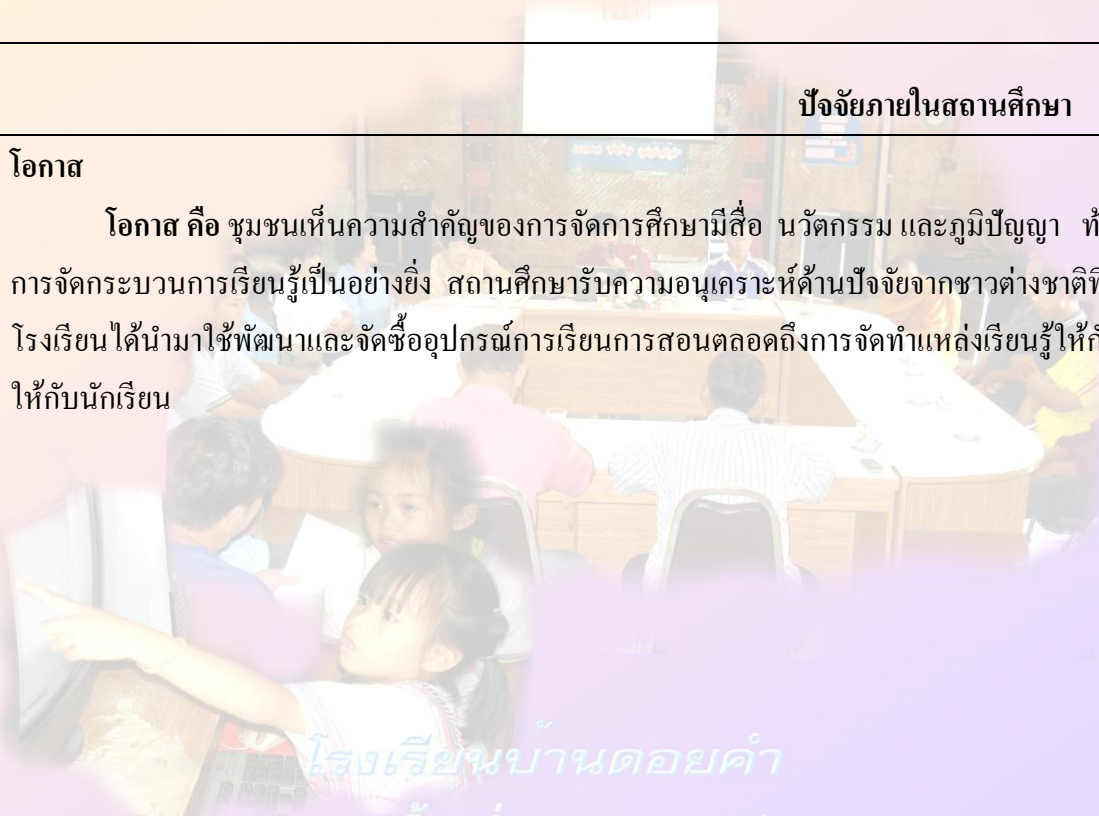 ปัจจัยภายในสถานศึกษา
โอกาส
โอกาส คือ ชุมชนเห็นความสำคัญของการจัดการศึกษามีสื่อ นวัตกรรม และภูมิปัญญา
การจัดกระบวนการเรียนรู้เป็นอย่างยิ่ง สถานศึกษารับความอนุเคราะห์ด้านปัจจัยจากชาวต่างชาติ
โรงเรียนได้นำมาใช้พัฒนาและจัดซื้ออุปกรณ์การเรียนการสอนตลอดถึงการจัดทำแหล่งเรียนรู้ให้
ให้กับนักเรียน
โรงเรียนบ้านดอยคำ